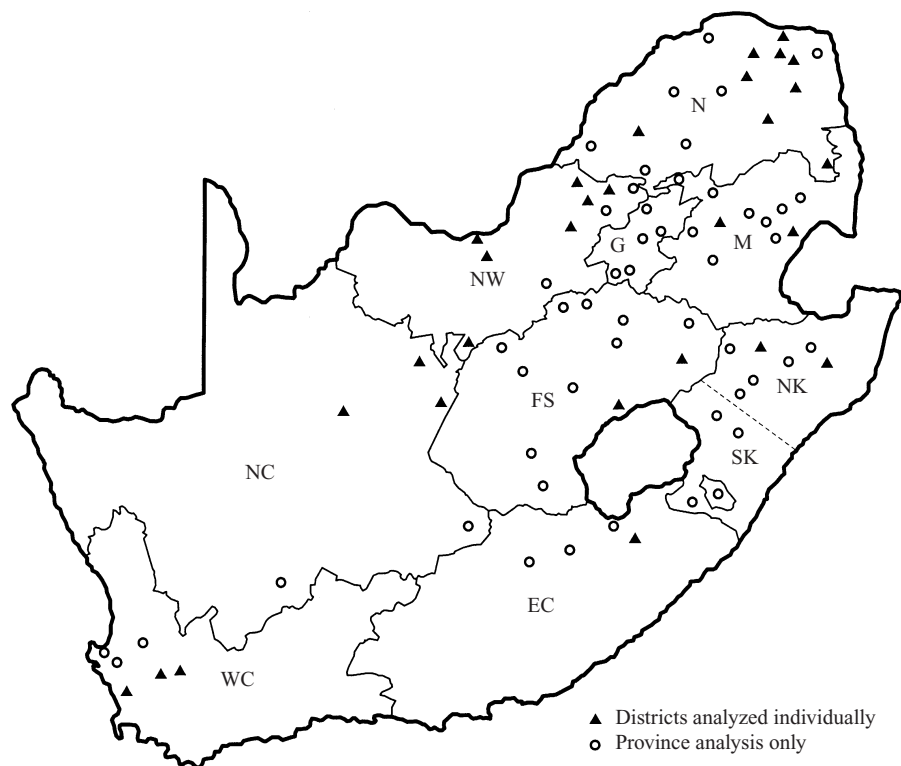 N
G
M
NW
NK
FS
SK
NC
EC
WC
Districts analyzed individually
Province analysis only